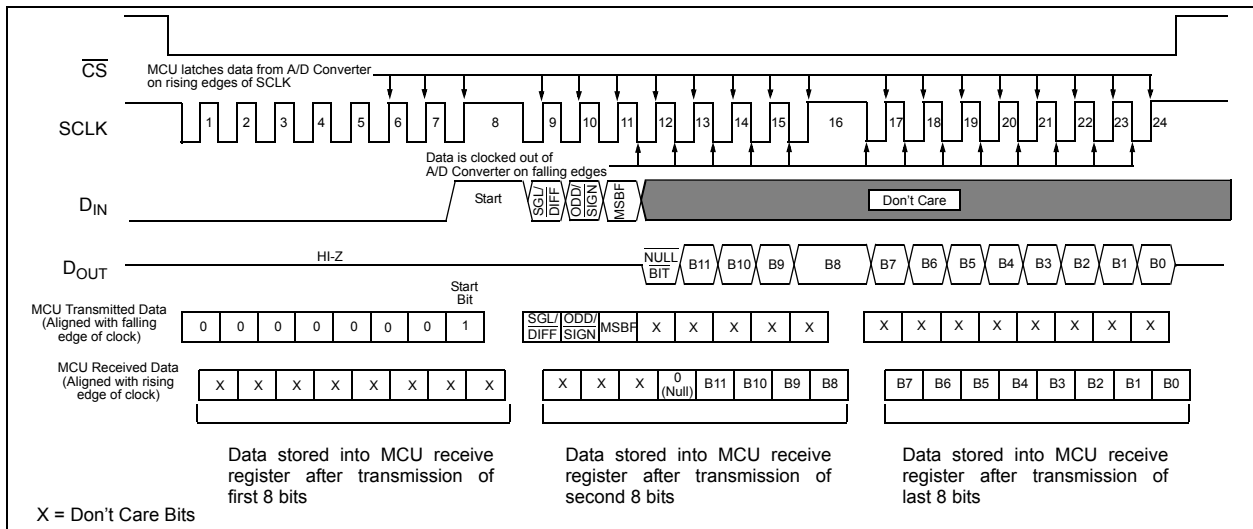 CS
MCU latches data from A/D Converter
on rising edges of SCLK
SCLK
1 2 3 4 5 6 7 8 9 10 11 12 13 14 15 16 17 18 19 20 21 22 23 24
Data is clocked out of
A/D Converter on falling edges
DIN
Start
SGL/
DIFF
ODD/
SIGN
MSBF
Don't Care
DOUT
HI-Z
NULL
BIT
B11 B10 B9 B8 B7 B6 B5 B4 B3 B2 B1 B0
Start
Bit
MCU Transmitted Data
(Aligned with falling
edge of clock)
0 0 0 0 0 0 0 1
SGL/
DIFF
ODD/
SIGN
MSBF X X X X X
X X X X X X X X
MCU Received Data
(Aligned with rising
edge of clock)
X X X X X X X X
X X X 0
(Null)
B11 B10 B9 B8
B7 B6 B5 B4 B3 B2 B1 B0
Data stored into MCU receive
register after transmission of
first 8 bits
Data stored into MCU receive
register after transmission of
second 8 bits
Data stored into MCU receive
register after transmission of
last 8 bits
X = Don't Care Bits